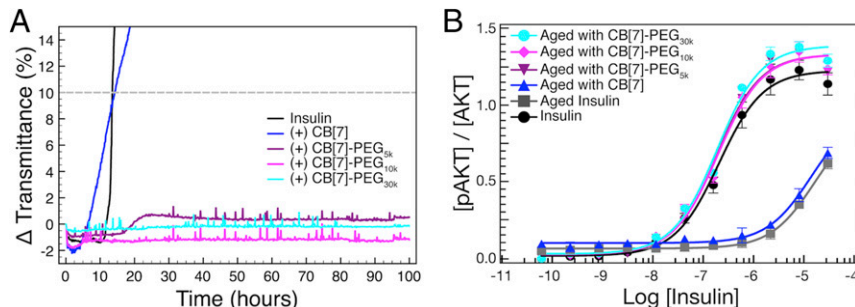 A
Δ Transmittance (%)
14
12
10
8
6
4
2
0
-2
Insulin
(+) CB[7]
(+) CB[7]-PEG5k
(+) CB[7]-PEG10k
(+) CB[7]-PEG30k
0 10 20 30 40 50 60 70 80 90 100
Time (hours)
B
[pAKT] / [AKT]
1.5
1.0
0.5
0.0
Aged with CB[7]-PEG30k
Aged with CB[7]-PEG10k
Aged with CB[7]-PEG5k
Aged with CB[7]
Aged Insulin
Insulin
-11 -10 -9 -8 -7 -6 -5 -4
Log [Insulin]